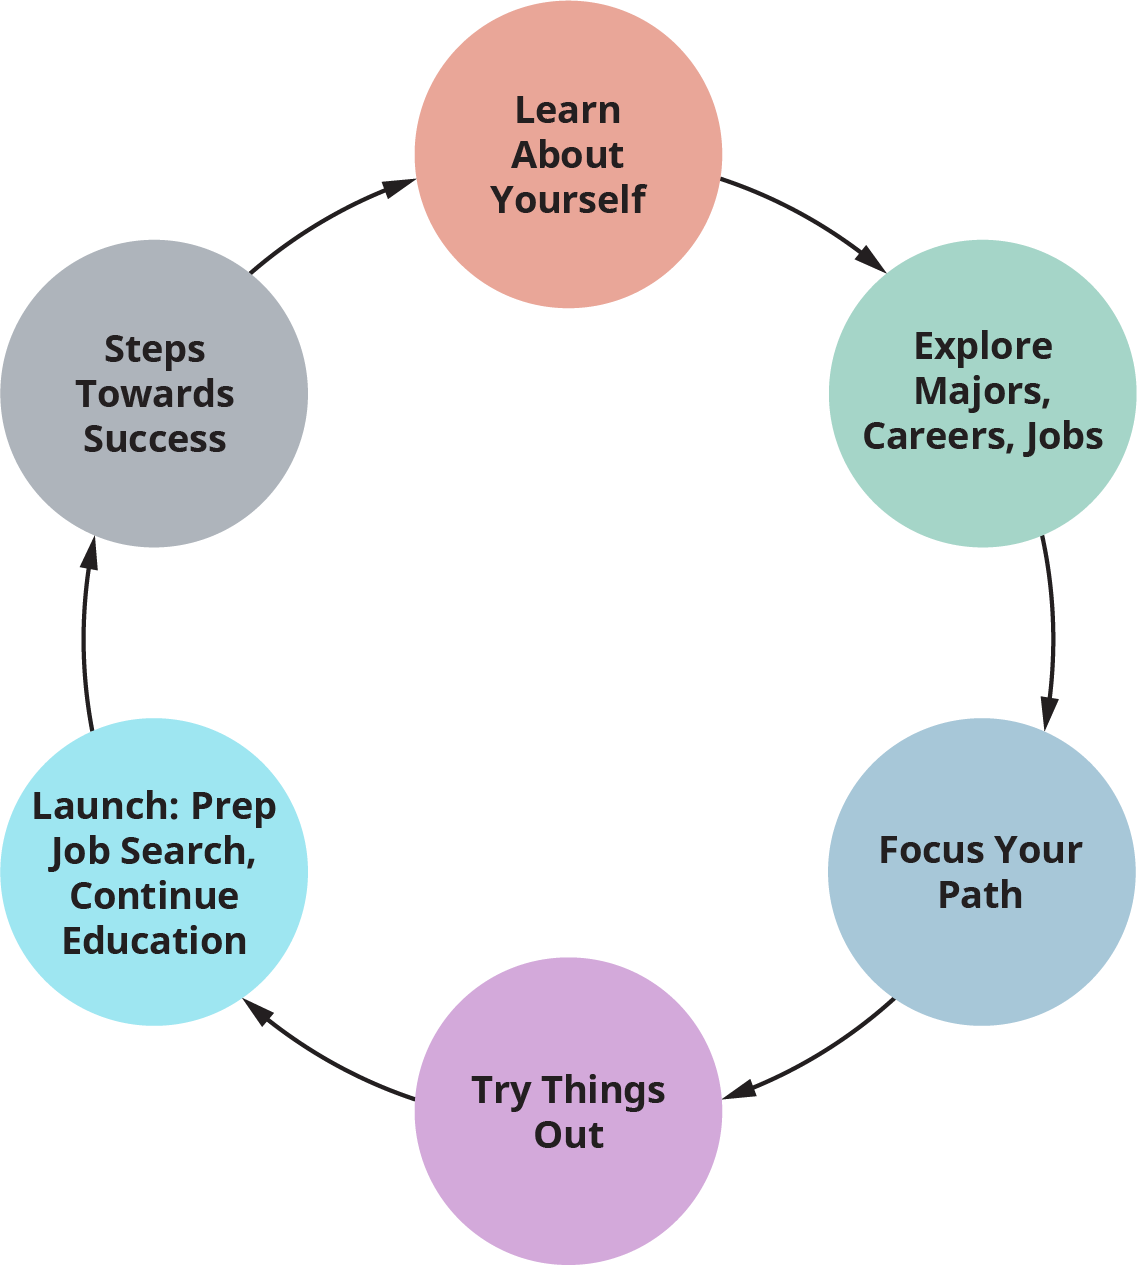 Learn
About
Yourself
Explore
Majors,
Careers, Jobs
Focus Your
Path
Try Things
Out
Launch: Prep
Job Search,
Continue
Education
Steps
Towards
Success